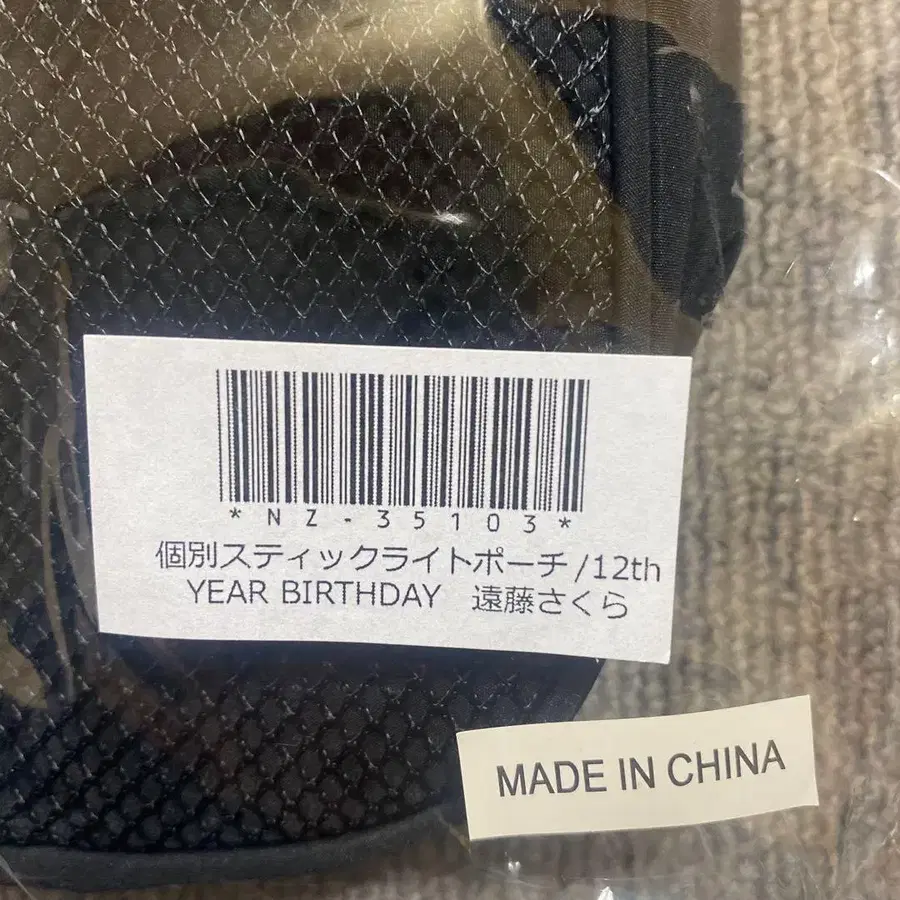 *NZ-35103*
個別スティックライトポーチ/12th
YEAR BIRTHDAY 遠藤さくら
MADE IN CHINA